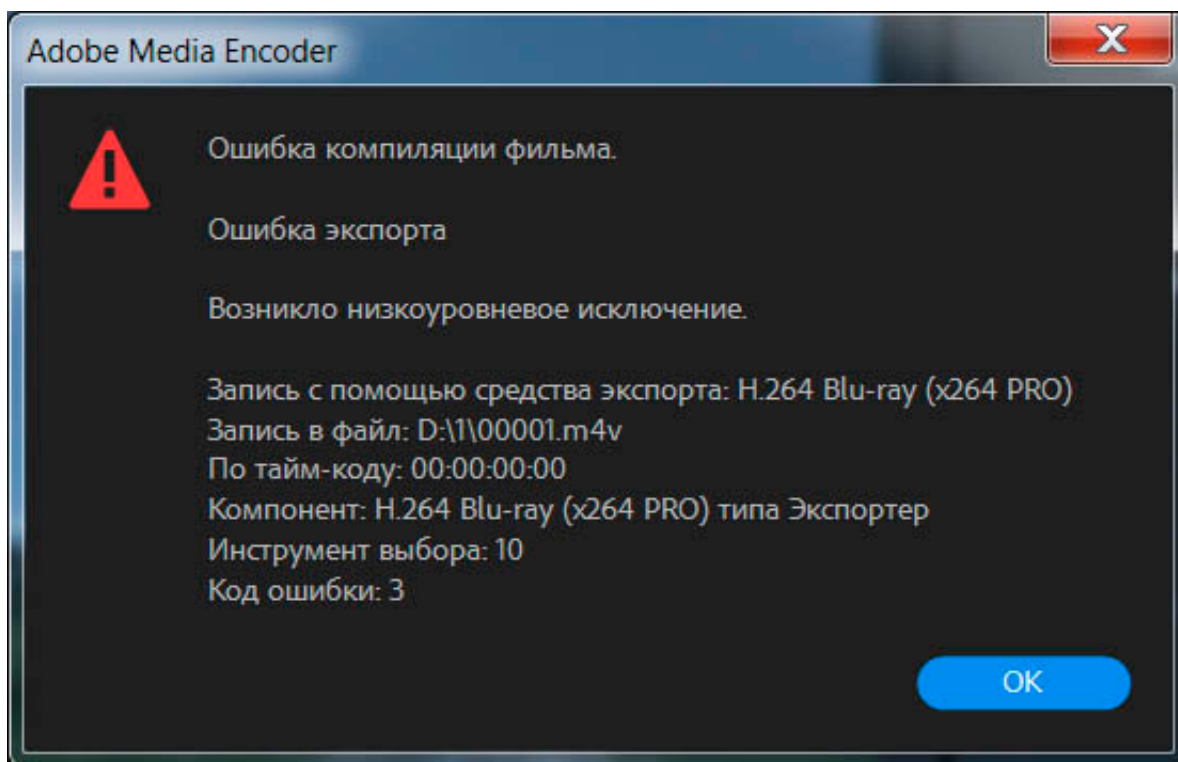 Adobe Media Encoder
Ошибка компиляции фильма.
Ошибка экспорта
Возникло низкоуровневое исключение.
Запись с помощью средства экспорта: H.264 Blu-ray (x264 PRO)
Запись в файл: D:\1\00001.m4v
По тайм-коду: 00:00:00:00
Компонент: H.264 Blu-ray (x264 PRO) типа Экспортер
Инструмент выбора: 10
Код ошибки: 3
OK